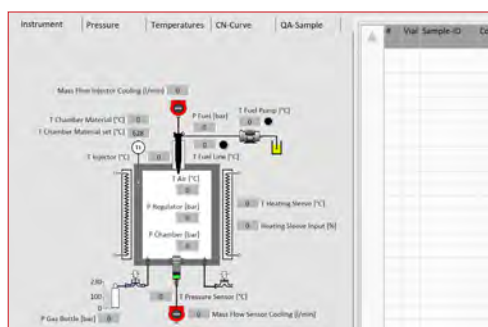 Instrument Pressure Temperatures CN-Curve QA-Sample
# Vial Sample-ID Co
Mass Flow Injector Cooling [l/min] 0
T Chamber Material [°C] 0
T Chamber Material set [°C] 628
P Fuel [bar]
0
T Fuel Pump [°C]
0
T Injector [°C] 0
0
T Fuel Line [°C]
T Air [°C]
0
P Regulator [bar]
0
P Chamber [bar]
0
0 T Heating Sleeve [°C]
0 Heating Sleeve Input [%]
230
100
0
0 T Pressure Sensor [°C]
P Gas Bottle [bar] 0
0 Mass Flow Sensor Cooling [l/min]